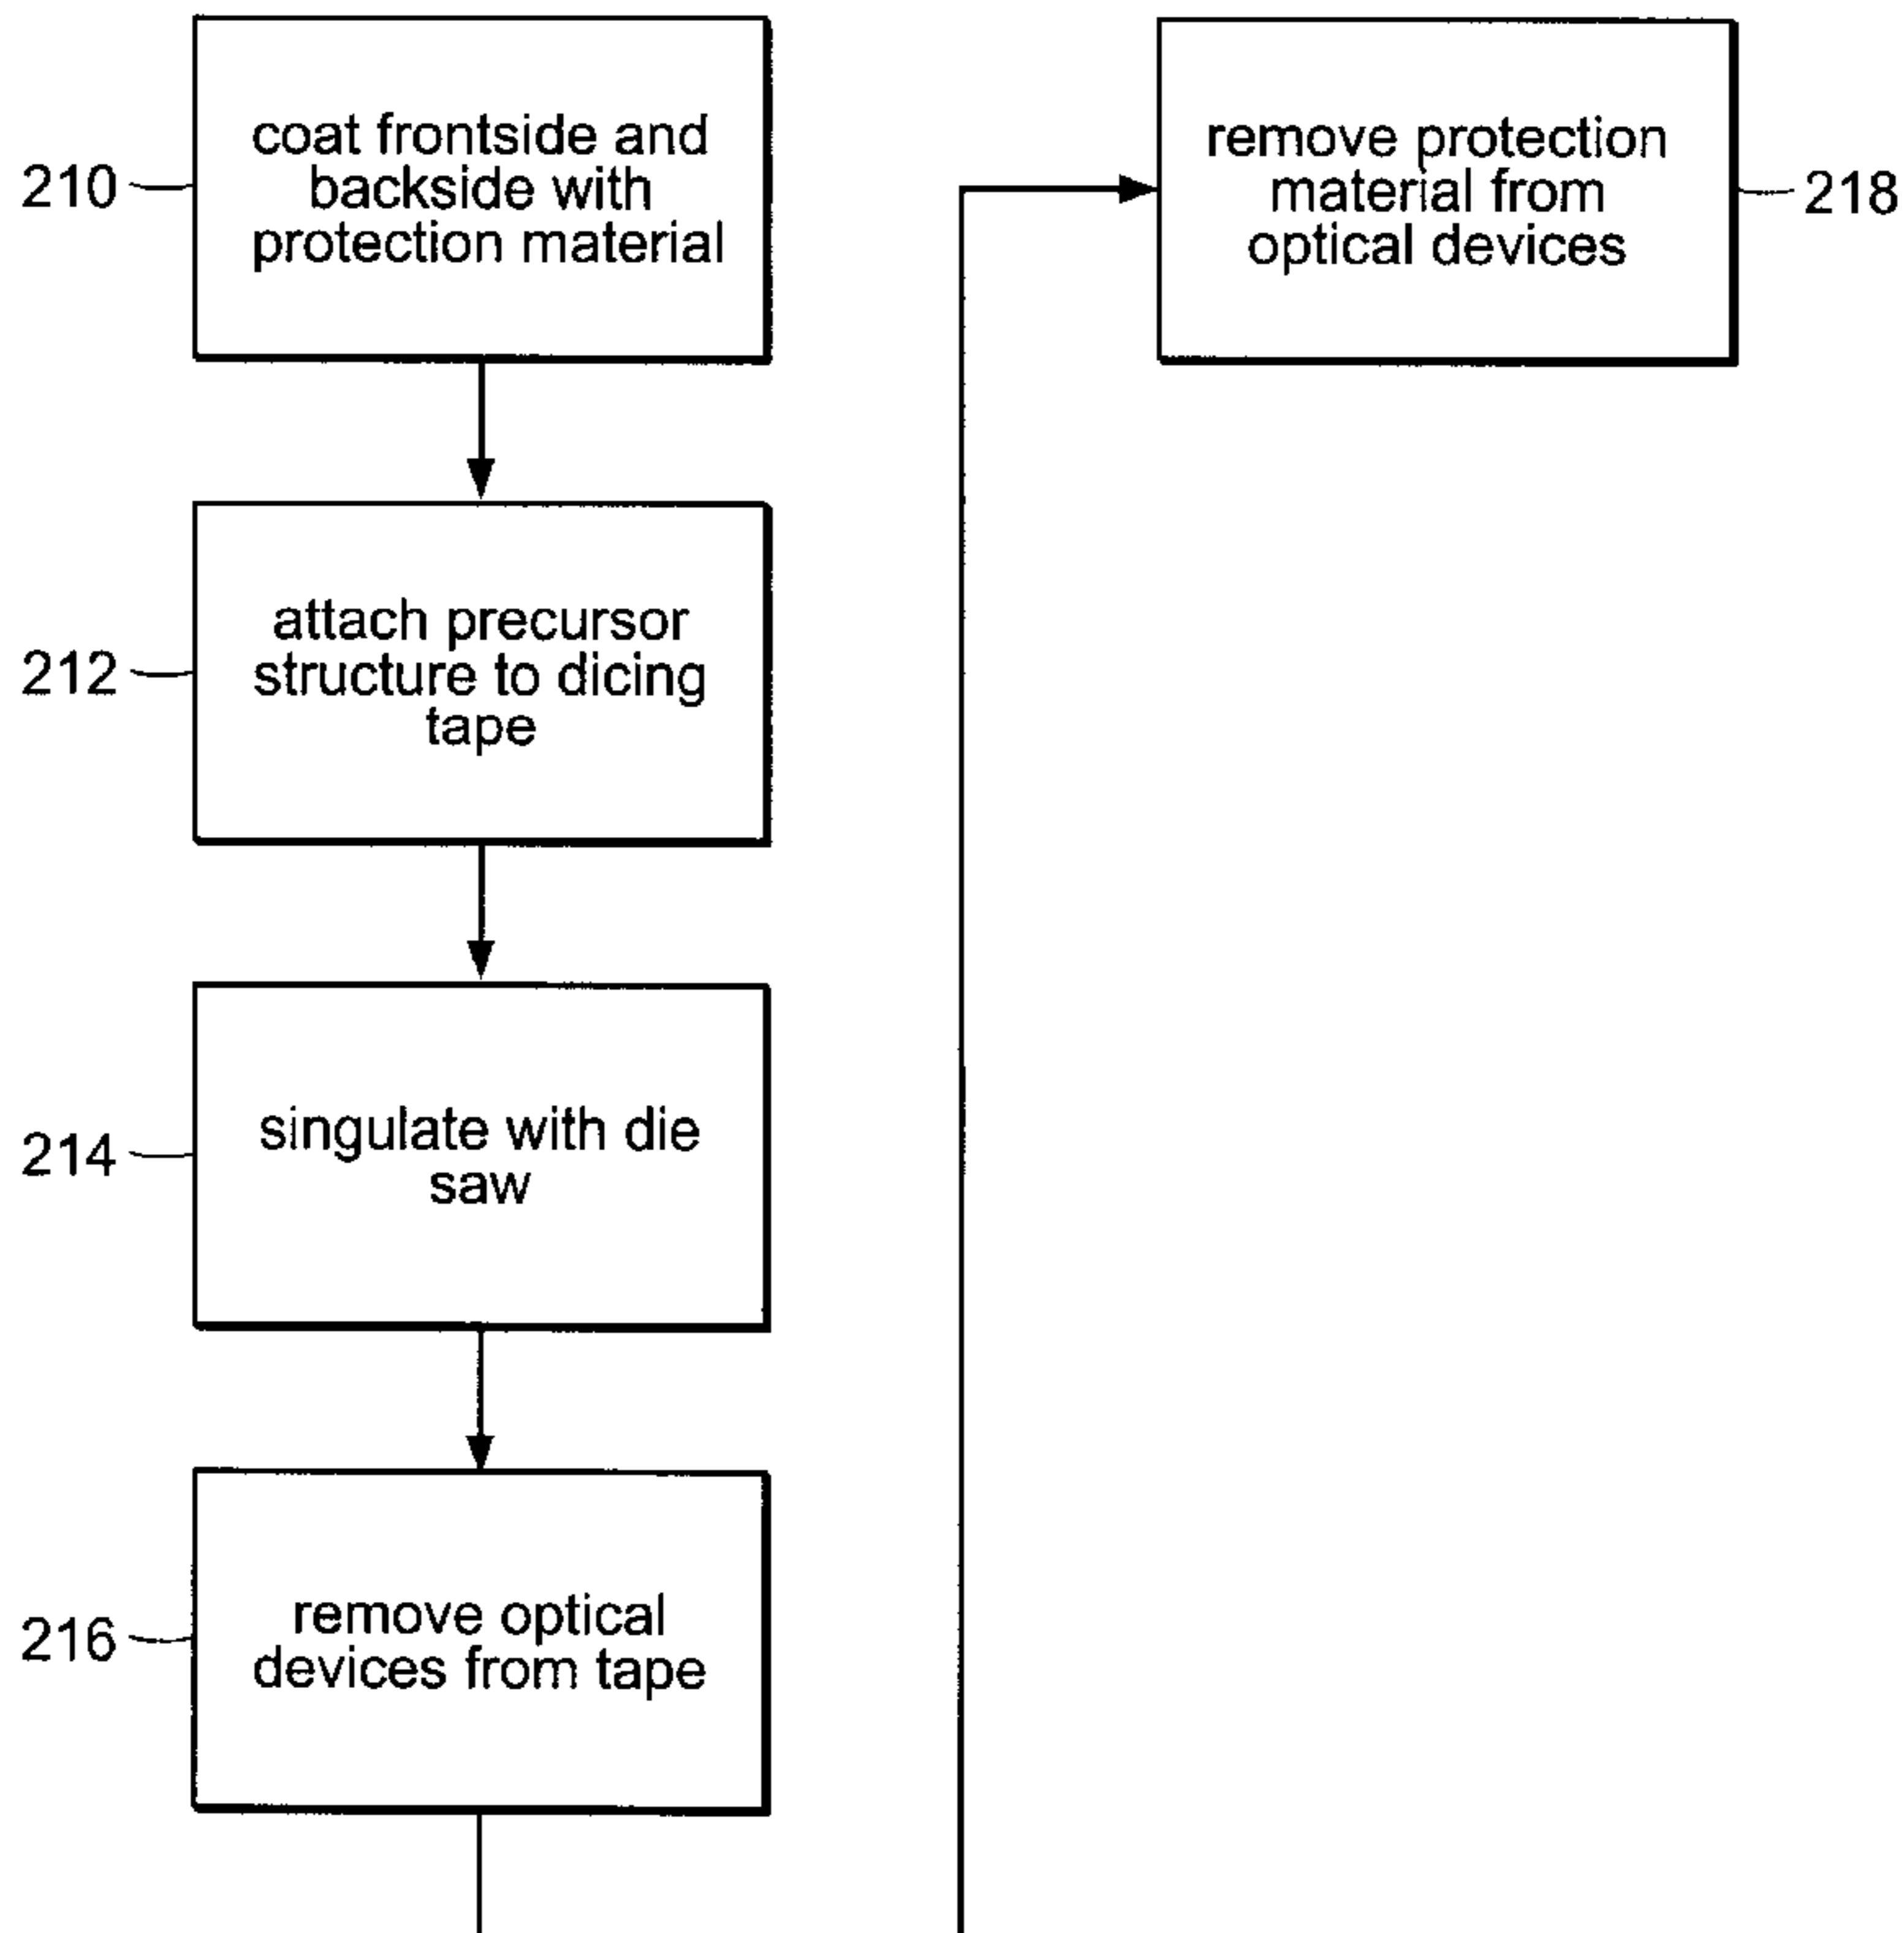 210
coat frontside and
backside with
protection material
212
attach precursor
structure to dicing
tape
214
singulate with die
saw
216
remove optical
devices from tape
remove protection
material from
optical devices
218